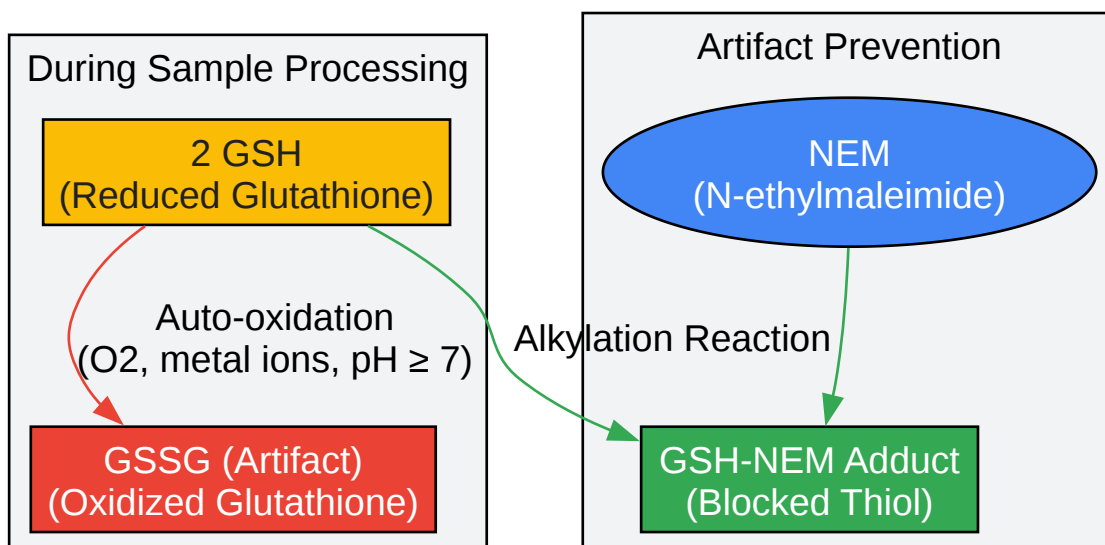 During Sample Processing
2 GSH
(Reduced Glutathione)
Auto-oxidation
(O2, metal ions, pH ≥ 7)
GSSG (Artifact)
(Oxidized Glutathione)
Artifact Prevention
NEM
(N-ethylmaleimide)
Alkylation Reaction
GSH-NEM Adduct
(Blocked Thiol)